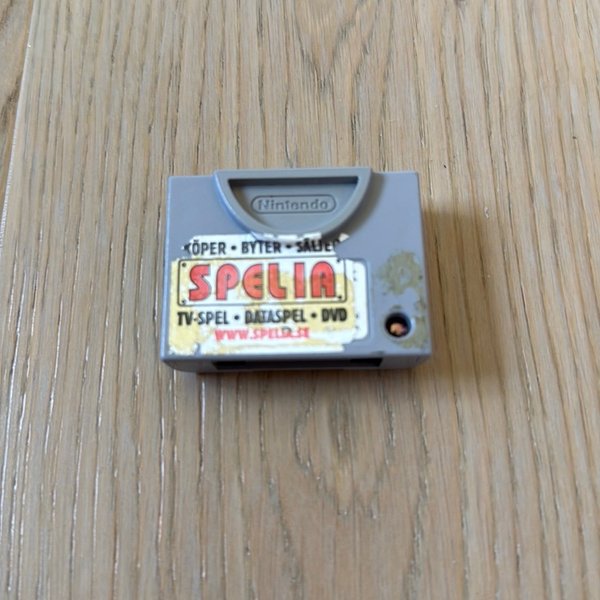 Nintendo
KÖPER • BYTER • SÄLJER
SPELIA
TV-SPEL • DATASPEL • DVD
WWW.SPELIA.SE